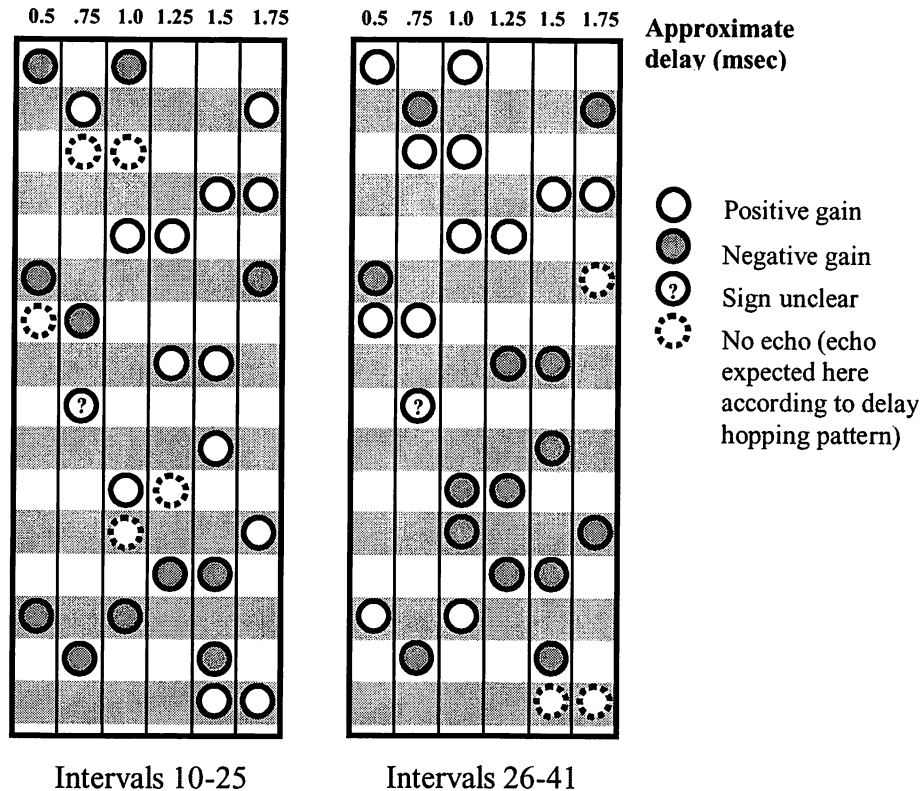 0.5 .75 1.0 1.25 1.5 1.75
0.5 .75 1.0 1.25 1.5 1.75
Approximate
delay (msec)
?
?
Positive gain
Negative gain
? Sign unclear
No echo (echo
expected here
according to delay
hopping pattern)
Intervals 10-25
Intervals 26-41